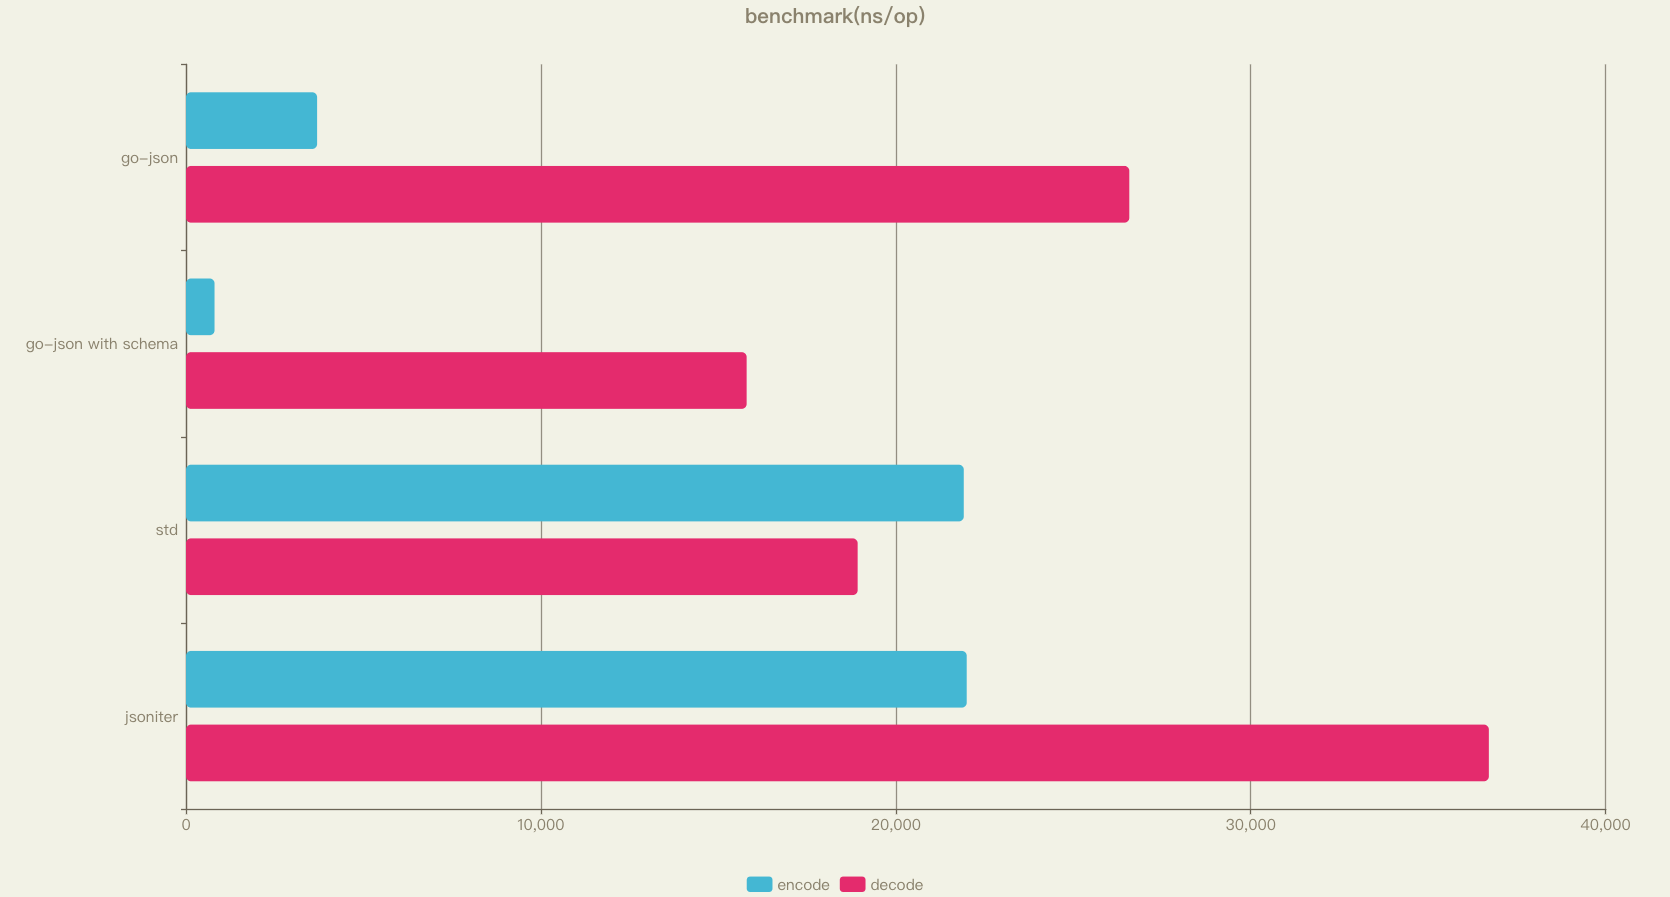 benchmark(ns/op)
go-json
go-json with schema
std
jsoniter
0
10,000
20,000
30,000
40,000
encode
decode